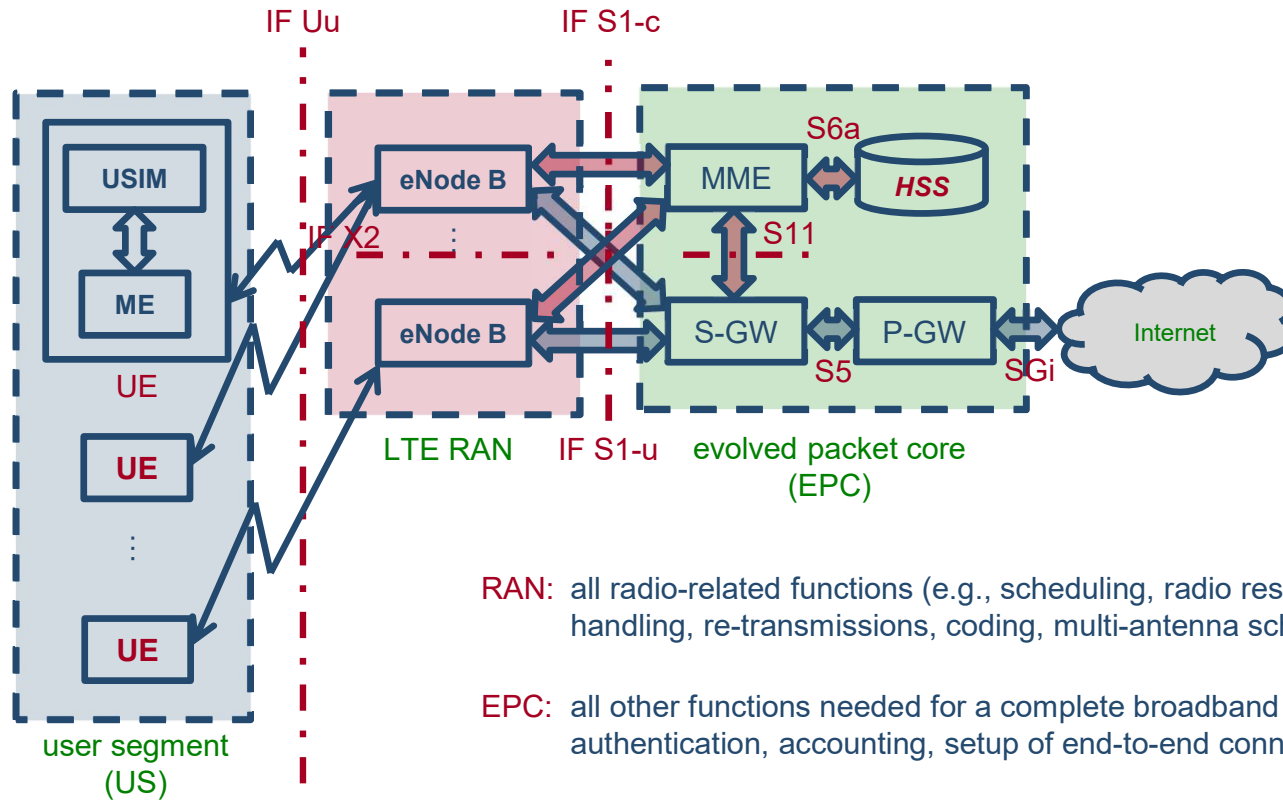 IF Uu
IF S1-c
USIM
ME
UE
UE
⋮
UE
user segment
(US)
eNode B
IF X2
⋮
eNode B
LTE RAN
IF S1-u
MME
S6a
HSS
S11
S-GW
S5
P-GW
SGi
Internet
evolved packet core
(EPC)
RAN: all radio-related functions (e.g., scheduling, radio res
handling, re-transmissions, coding, multi-antenna scl
EPC: all other functions needed for a complete broadband
authentication, accounting, setup of end-to-end conn